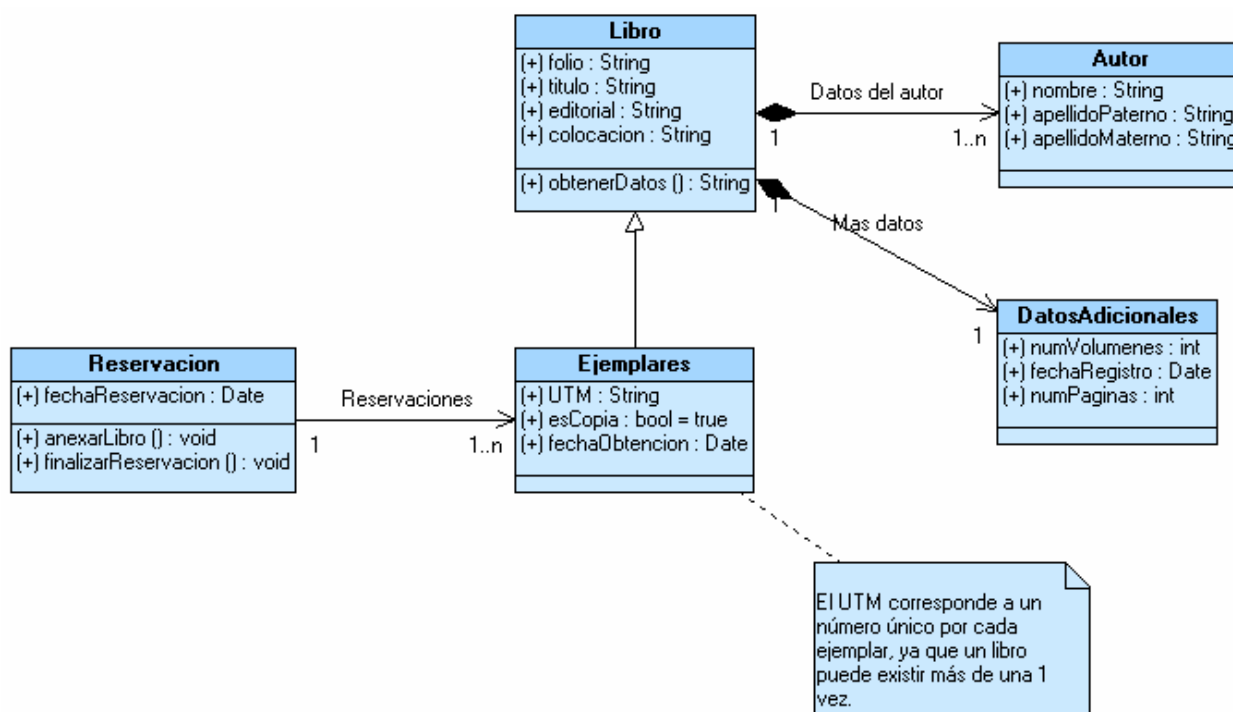 Libro
(+) folio : String
(+) titulo : String
(+) editorial : String
(+) colocacion : String
(+) obtenerDatos () : String
Datos del autor
1
1..n
Autor
(+) nombre : String
(+) apellidoPaterno : String
(+) apellidoMaterno : String
1
Mas datos
1
DatosAdicionales
(+) numVolumenes : int
(+) fechaRegistro : Date
(+) numPaginas : int
Reservacion
(+) fechaReservacion : Date
(+) anexarLibro () : void
(+) finalizarReservacion () : void
Reservaciones
1
1..n
Ejemplares
(+) UTM : String
(+) esCopia : bool = true
(+) fechaObtencion : Date
El UTM corresponde a un
número único por cada
ejemplar, ya que un libro
puede existir más de una 1
vez.